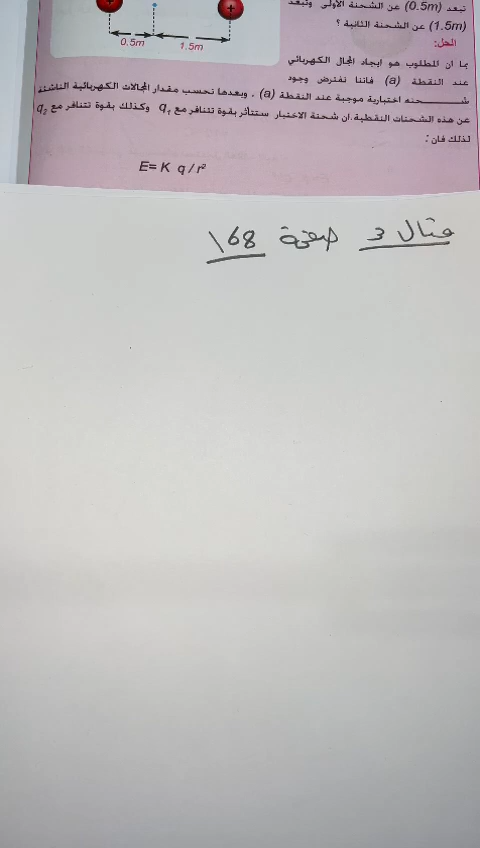 تبعد (0.5m) عن الشحنة الأولى وتبعد
(1.5m) عن الشحنة الثانية ؟
الحل:
بما ان المطلوب هو ايجاد المجال الكهربائي
عند النقطة (a) فاننا نفترض وجود
شحنه اختبارية موجبة عند النقطة (a) ، وبعدها نحسب مقدار المجالات الكهربائية الناشئة
عن هذه الشحنات النقطية.ان شحنة الاختبار ستتأثر بقوة تتنافر مع q₁ وكذلك بقوة تتنافر مع q₂
لذلك فان :
+ +
0.5m 1.5m
E= K q / r²
مثال 3 صفحة 168